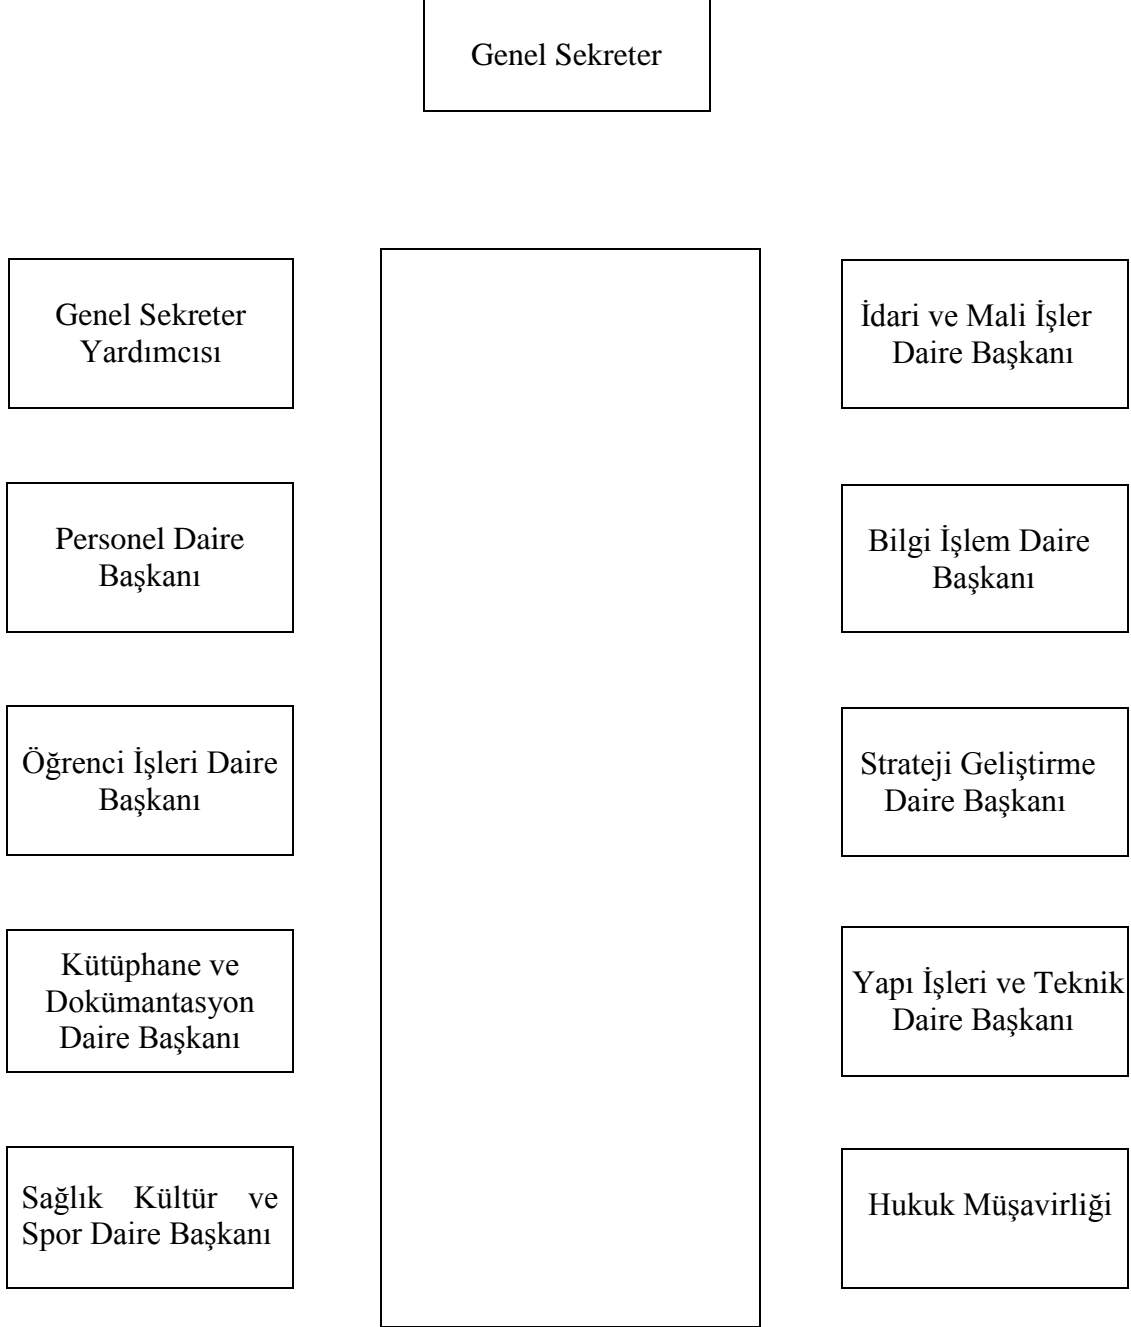 Genel Sekreter
Genel Sekreter
Yardımcısı
Personel Daire
Başkanı
Öğrenci İşleri Daire
Başkanı
Kütüphane ve
Dokümantasyon
Daire Başkanı
Sağlık Kültür ve
Spor Daire Başkanı
İdari ve Mali İşler
Daire Başkanı
Bilgi İşlem Daire
Başkanı
Strateji Geliştirme
Daire Başkanı
Yapı İşleri ve Teknik
Daire Başkanı
Hukuk Müşavirliği